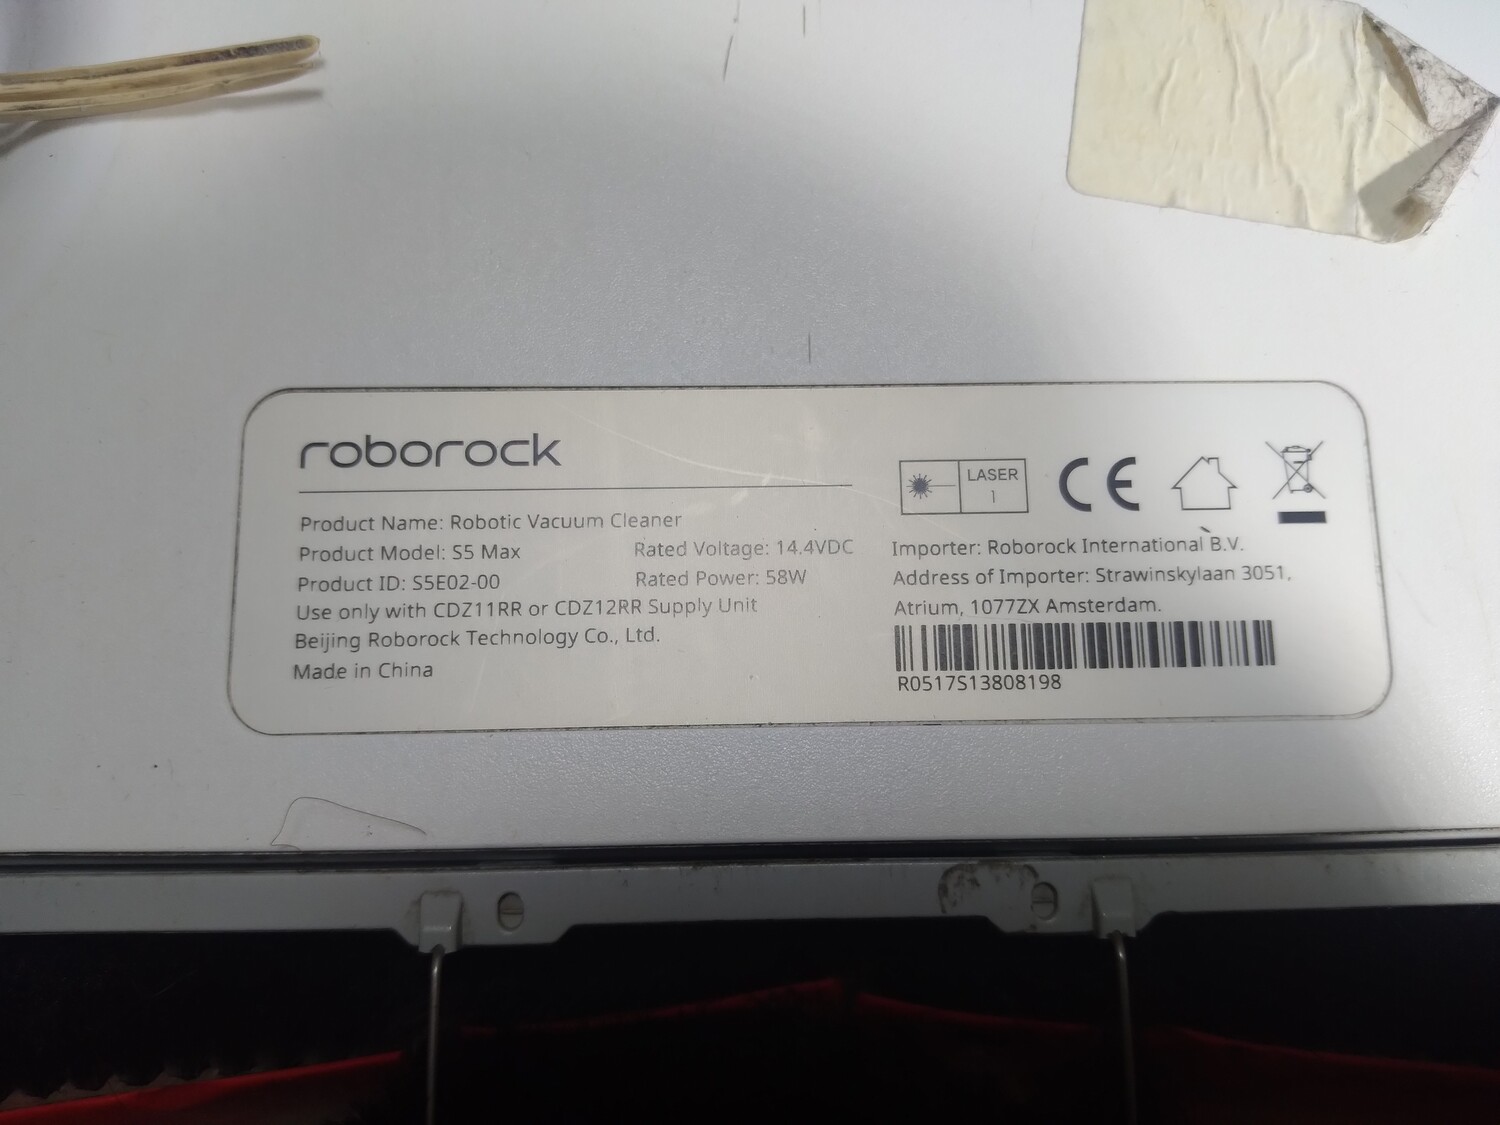 roborock
Product Name: Robotic Vacuum Cleaner
Product Model: S5 Max
Rated Voltage: 14.4VDC
Product ID: S5E02-00
Rated Power: 58W
Use only with CDZ11RR or CDZ12RR Supply Unit
Beijing Roborock Technology Co., Ltd.
Made in China
LASER
1
CE
Importer: Roborock International B.V.
Address of Importer: Strawinskylaan 3051,
Atrium, 1077ZX Amsterdam.
R0517S13808198